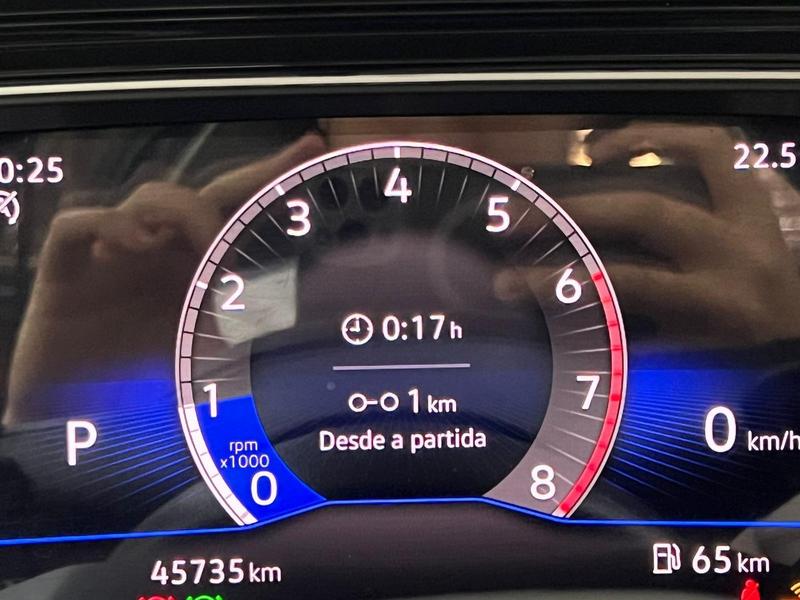 0:25
22.5
4
3
5
2
6
0:17 h
1
7
1 km
Desde a partida
P
0 km/h
rpm
x1000
0
8
45735 km
65 km